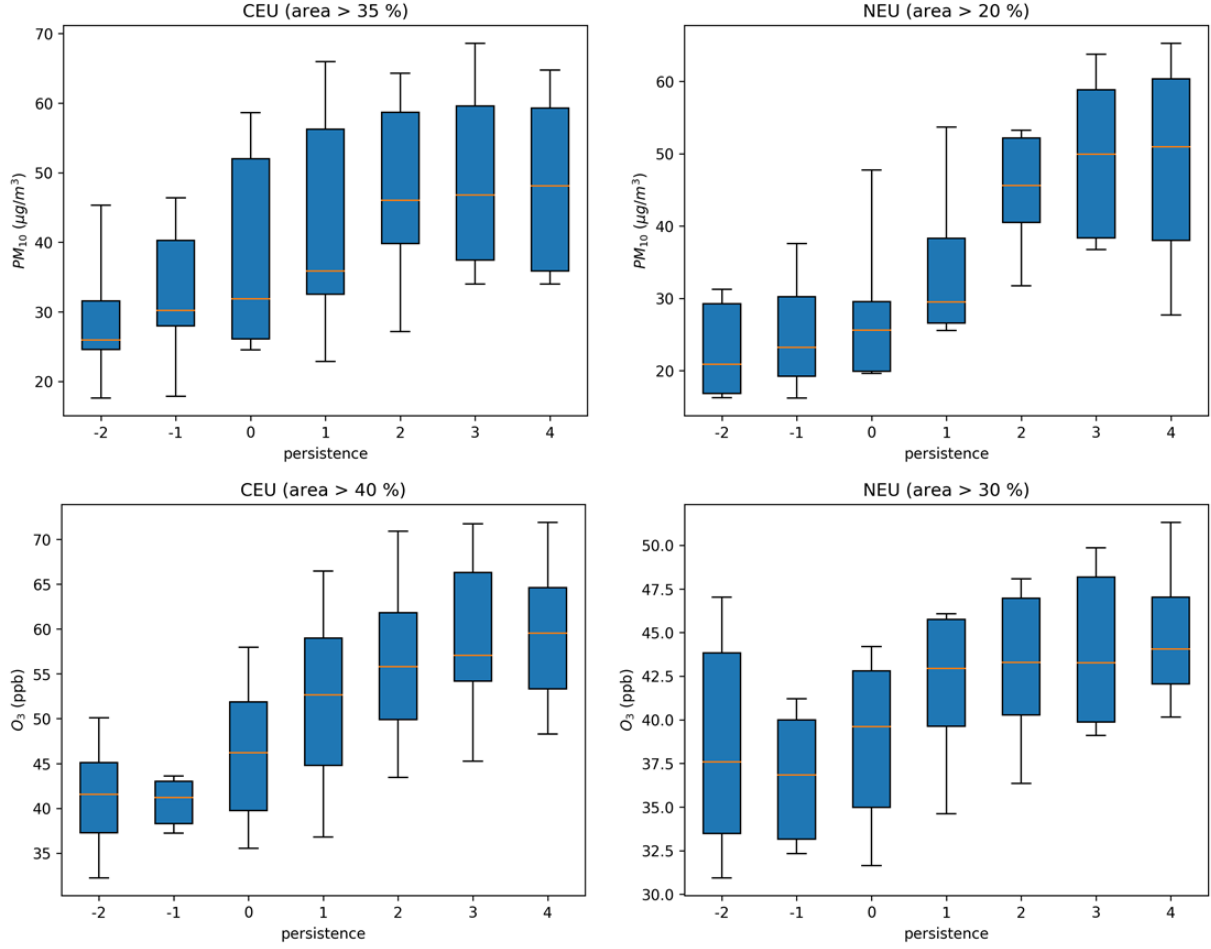 CEU (area > 35 %)
70
60
50
40
30
20
PM10 (μg/m3)
-2 -1 0 1 2 3 4
persistence
NEU (area > 20 %)
60
50
40
30
20
PM10 (μg/m3)
-2 -1 0 1 2 3 4
persistence
CEU (area > 40 %)
70
65
60
55
50
45
40
35
O3 (ppb)
-2 -1 0 1 2 3 4
persistence
NEU (area > 30 %)
50.0
47.5
45.0
42.5
40.0
37.5
35.0
32.5
30.0
O3 (ppb)
-2 -1 0 1 2 3 4
persistence